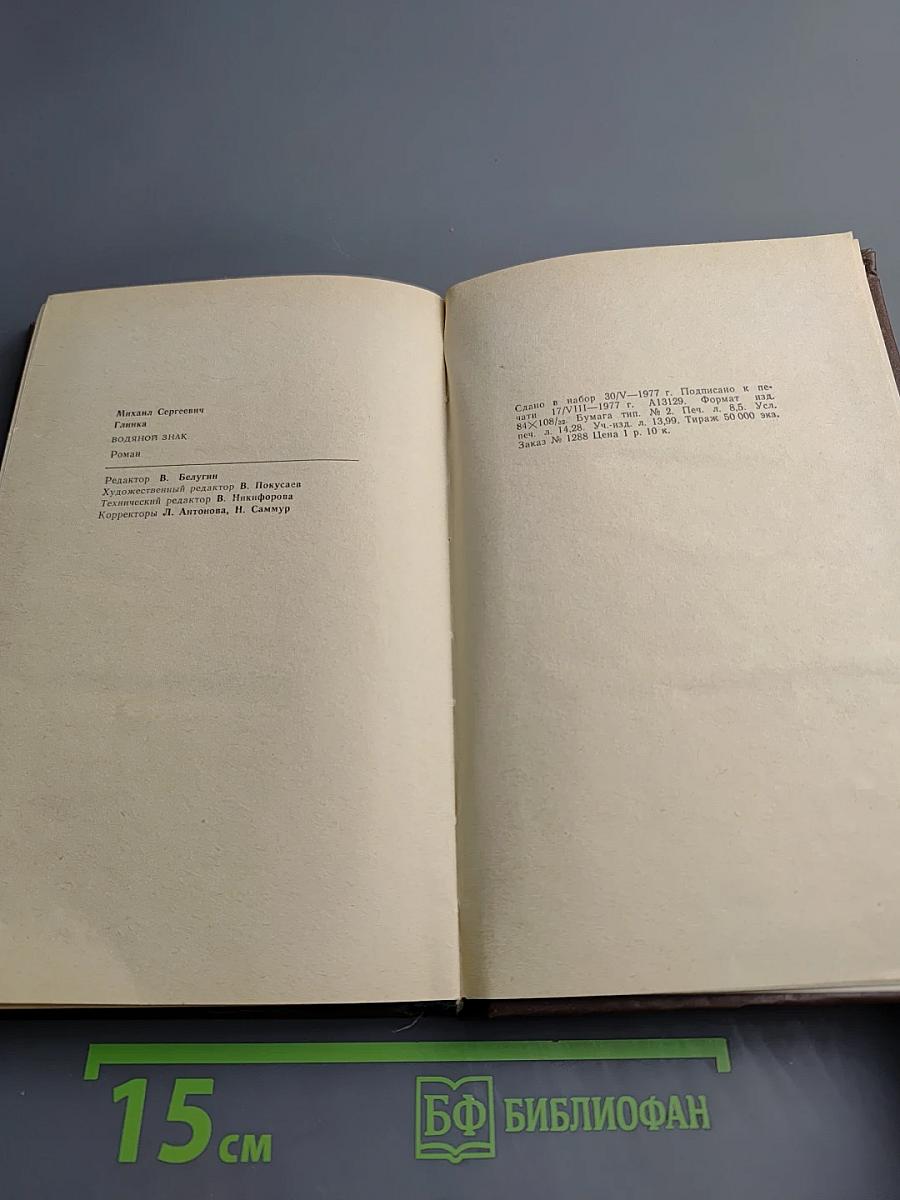 Михаил Сергеевич
Глинка
ВОДЯНОЙ ЗНАК
Роман
Редактор В. Белугин
Художественный редактор В. Покусаев
Технический редактор В. Никифорова
Корректоры Л. Антонова, Н. Саммур
Сдано в набор 30/V—1977 г. Подписано к пе-
чати 17/VIII—1977 г. А13129. Формат изд.
84×108/32. Бумага тип. № 2. Печ. л. 8,5. Усл.
печ. л. 14,28. Уч.-изд. л. 13,99. Тираж 50 000 экз.
Заказ № 1288 Цена 1 р. 10 к.
15 см
БФ БИБЛИОФАН